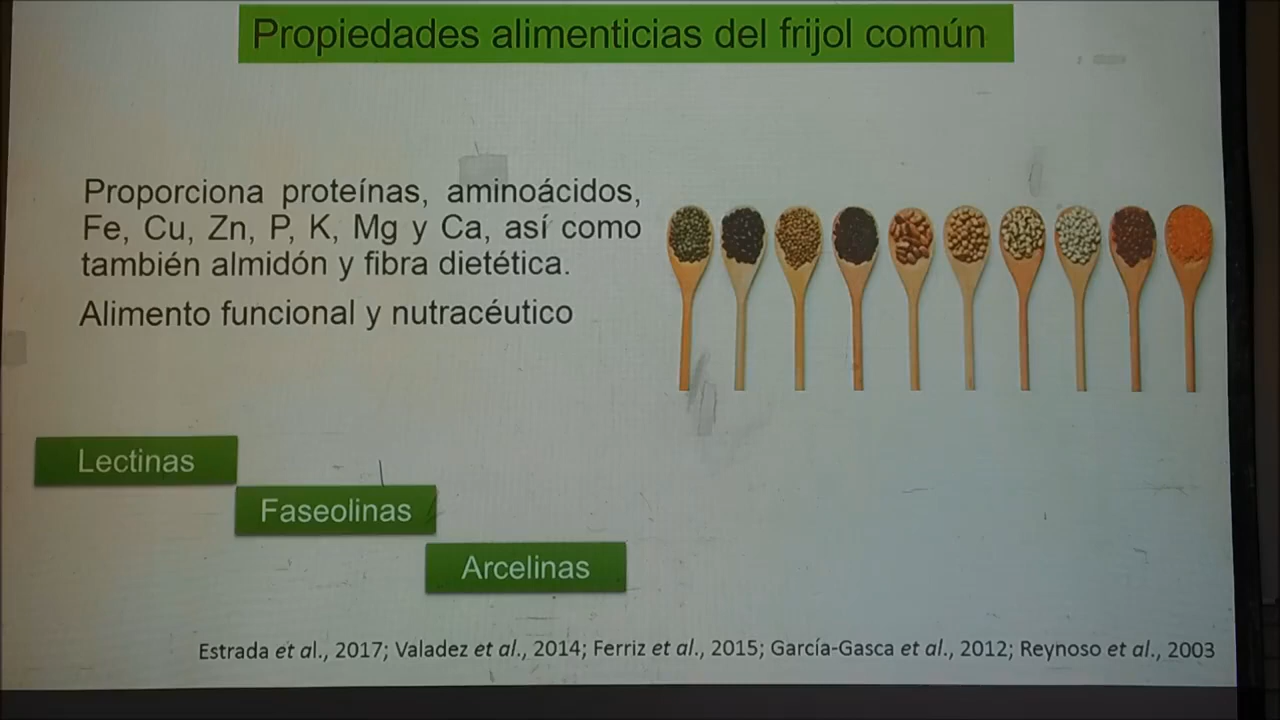 Propiedades alimenticias del frijol común
Proporciona proteínas, aminoácidos,
Fe, Cu, Zn, P, K, Mg y Ca, así como
también almidón y fibra dietética.
Alimento funcional y nutracéutico
Lectinas
Faseolinas
Arcelinas
Estrada et al., 2017; Valadez et al., 2014; Ferriz et al., 2015; García-Gasca et al., 2012; Reynoso et al., 2003